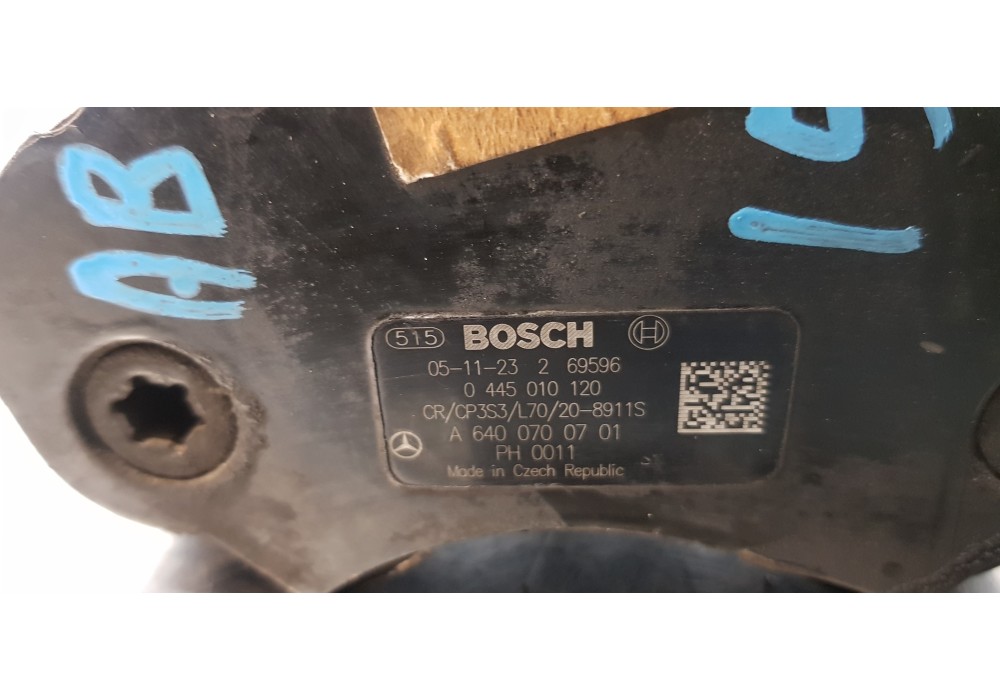 AB
515 BOSCH H
05-11-23 2 69596
0 445 010 120
CR/CP3S3/L70/20-8911S
A 640 070 07 01
PH 0011
Made in Czech Republic